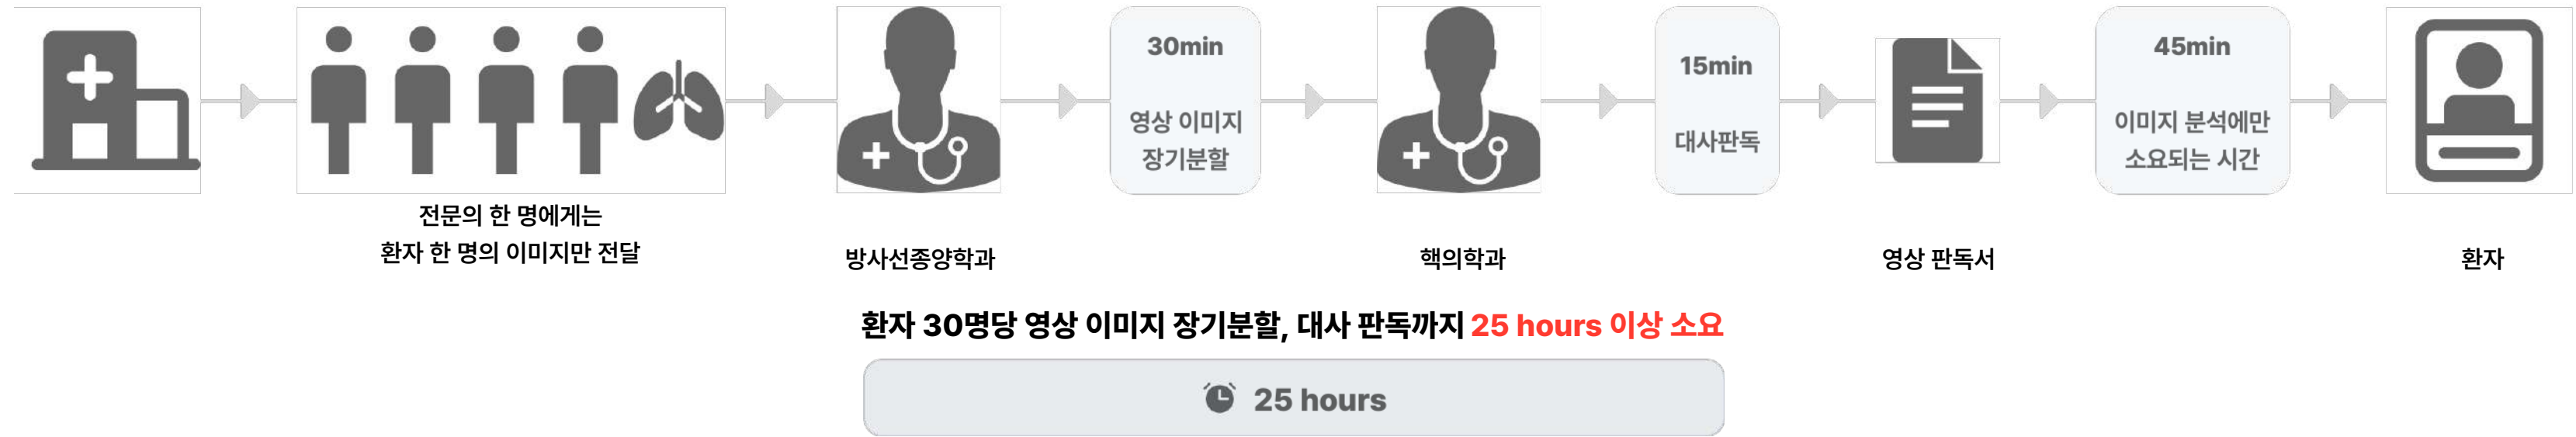 30min
영상 이미지
장기분할
15min
대사판독
45min
이미지 분석에만
소요되는 시간
전문의 한 명에게는
환자 한 명의 이미지만 전달
방사선종양학과
핵의학과
영상 판독서
환자
환자 30명당 영상 이미지 장기분할, 대사 판독까지 25 hours 이상 소요
25 hours